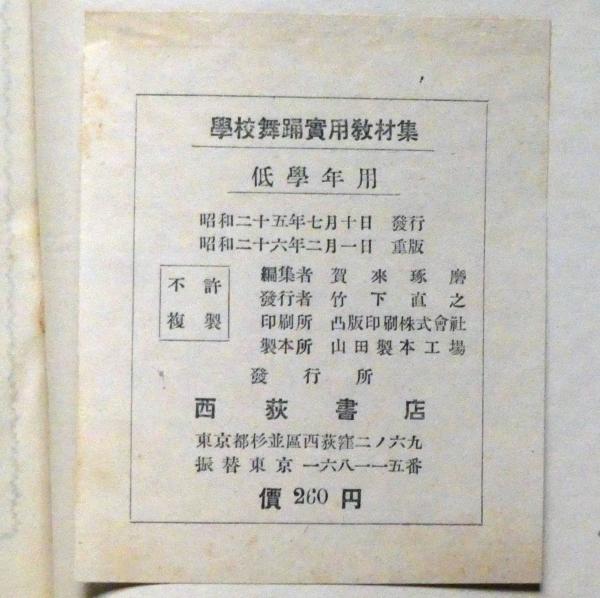 學校舞踊實用敎材集
低學年用
昭和二十五年七月十日 發行
昭和二十六年二月一日 重版
不許
複製
編集者 賀來琢磨
發行者 竹下直之
印刷所 凸版印刷株式會社
製本所 山田製本工場
發行所
西荻書店
東京都杉並區西荻窪二ノ六九
振替東京一六八一一五番
價 260 円